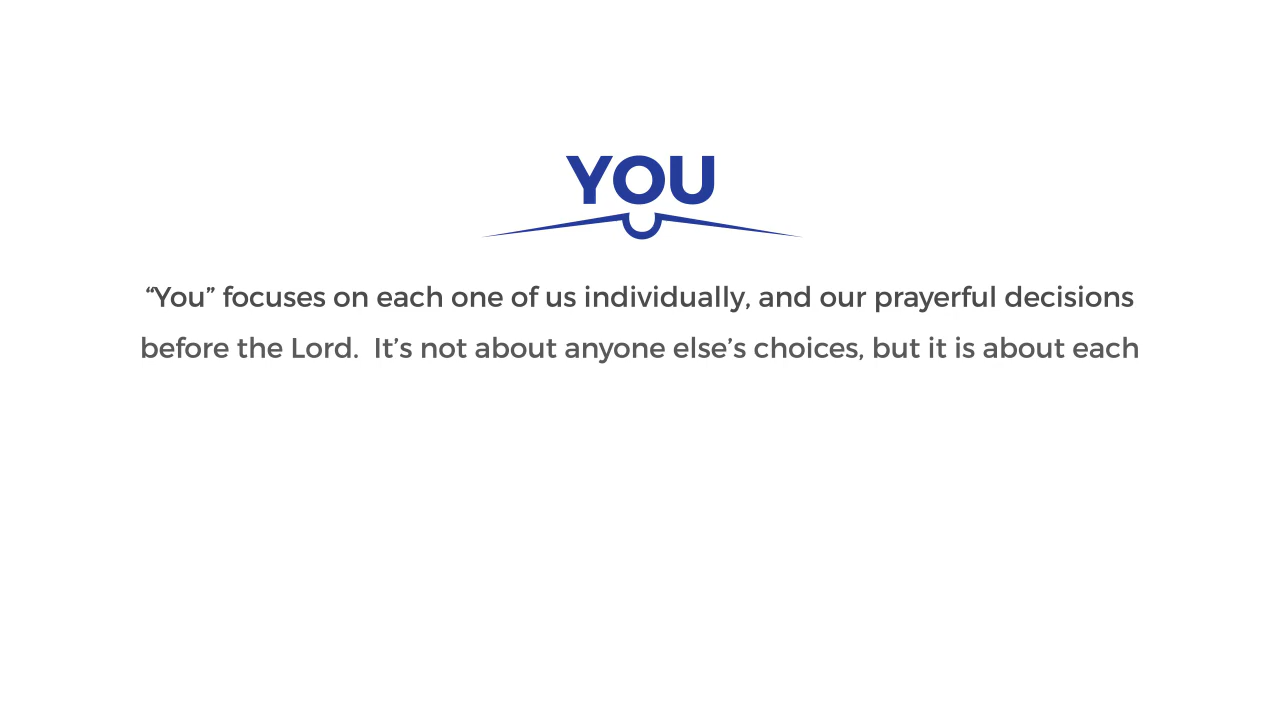 YOU
“You” focuses on each one of us individually, and our prayerful decisions
before the Lord.  It’s not about anyone else’s choices, but it is about each